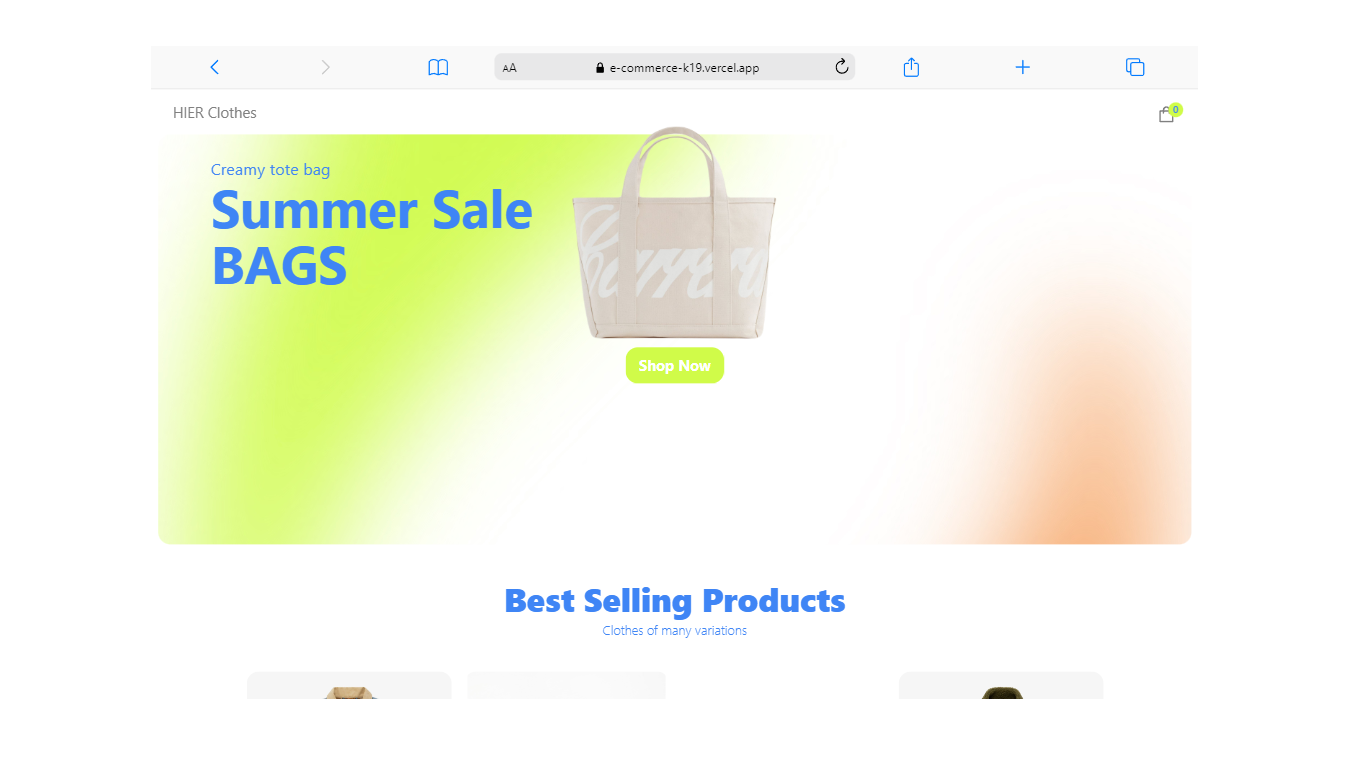 AA e-commerce-k19.vercel.app
HIER Clothes
0
Creamy tote bag
Summer Sale
BAGS
Shop Now
Best Selling Products
Clothes of many variations